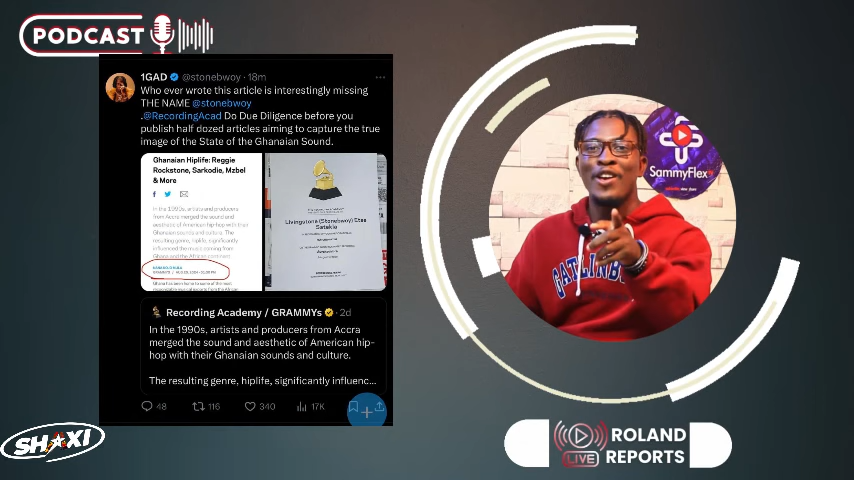 PODCAST
1GAD @stonebwoy · 18m
Who ever wrote this article is interestingly missing
THE NAME @stonebwoy
.@RecordingAcad Do Due Diligence before you
publish half dozed articles aiming to capture the true
image of the State of the Ghanaian Sound.
Ghanaian Hiplife: Reggie
Rockstone, Sarkodie, Mzbel
& More
In the 1990s, artists and producers
from Accra merged the sound and
aesthetic of American hip-hop with their
Ghanaian sounds and culture. The
resulting genre, hiplife, significantly
influenced the music coming from
Ghana and the African continent
Livingstone (Stonebwoy) Etse
Satekla
Recording Academy / GRAMMYs · 2d
In the 1990s, artists and producers from Accra
merged the sound and aesthetic of American hip-
hop with their Ghanaian sounds and culture.
The resulting genre, hiplife, significantly influenc...
48 116 340 17K
SammyFlex
GATLINBU
SHAXI
LIVE
ROLAND
REPORTS